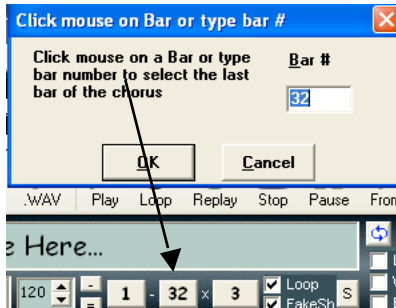 Click mouse on Bar or type bar #
Click mouse on a Bar or type
bar number to select the last
bar of the chorus
Bar #
32
OK
Cancel
.WAV Play Loop Replay Stop Pause
e Here...
120 - = 1 - 32 x 3 Loop S
FakeSh